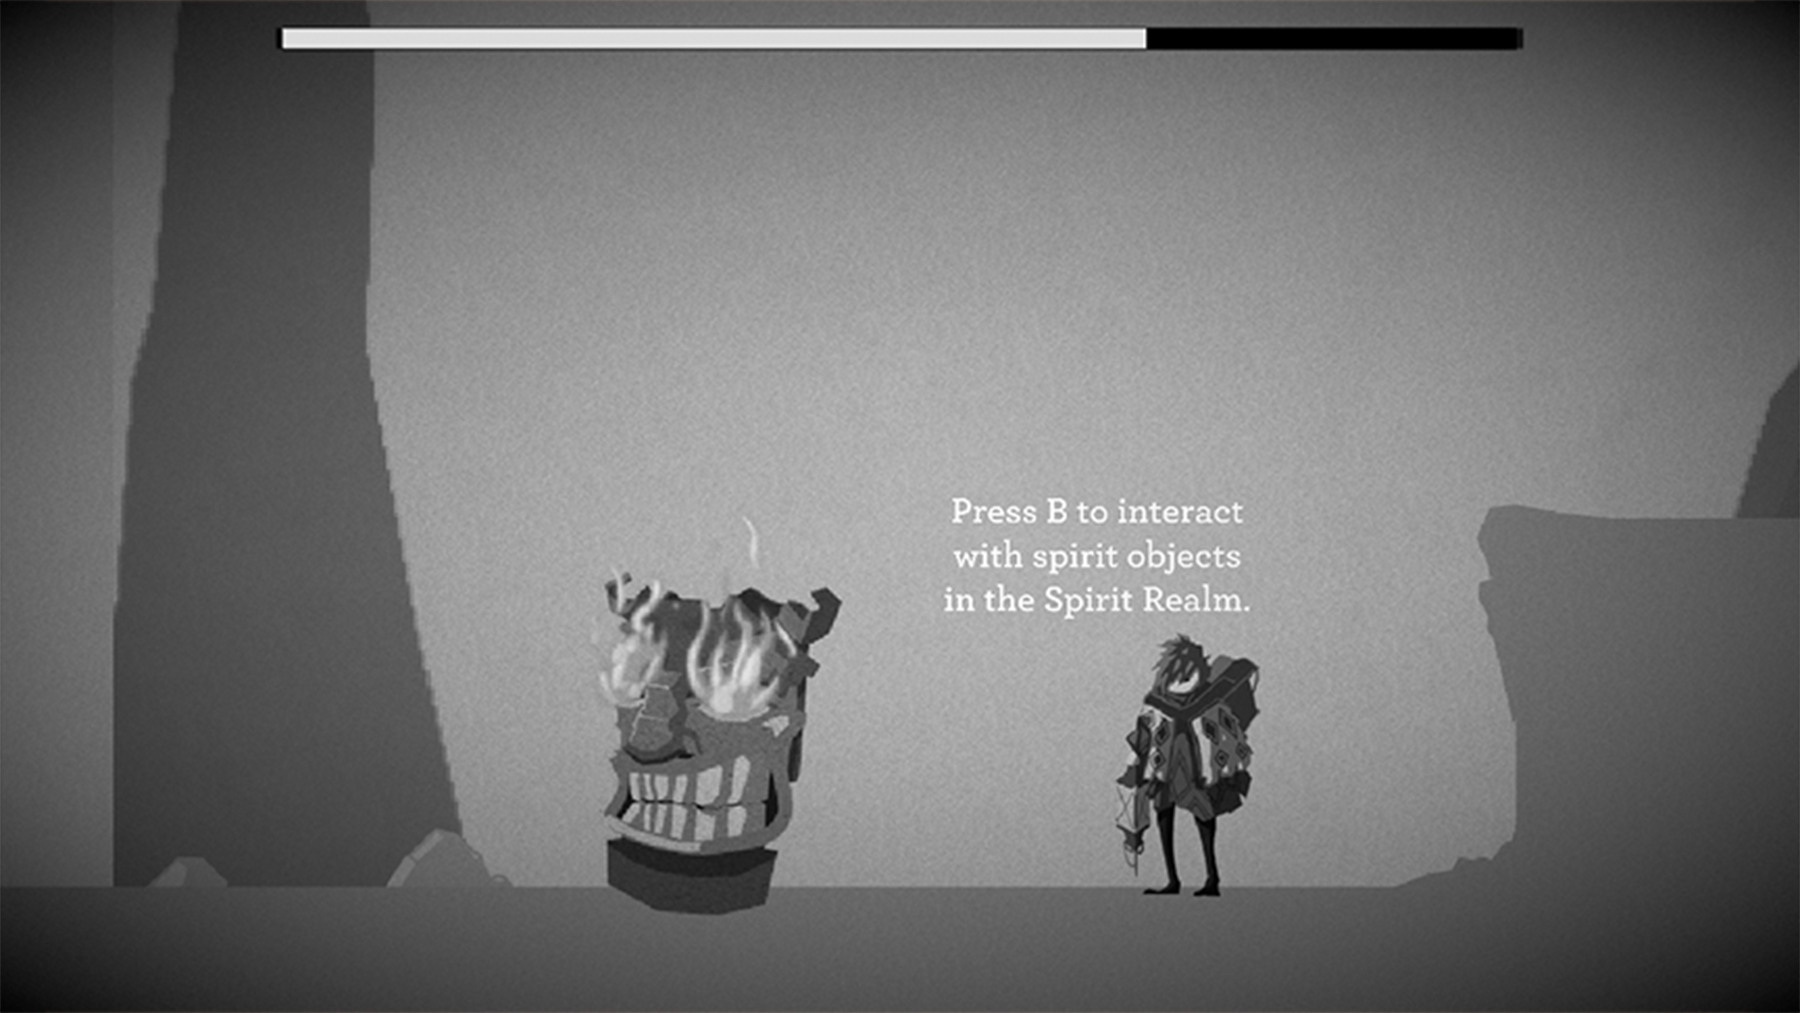 Press B to interact
with spirit objects
in the Spirit Realm.